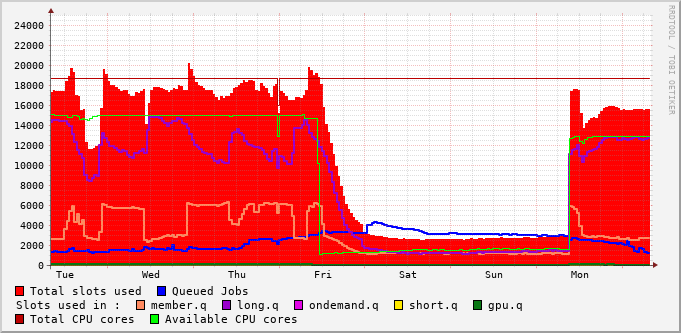 24000
22000
20000
18000
16000
14000
12000
10000
8000
6000
4000
2000
0
Tue Wed Thu Fri Sat Sun Mon
RRDTOOL / TOBI OETIKER
Total slots used Queued Jobs
Slots used in : member.q long.q ondemand.q short.q gpu.q
Total CPU cores Available CPU cores